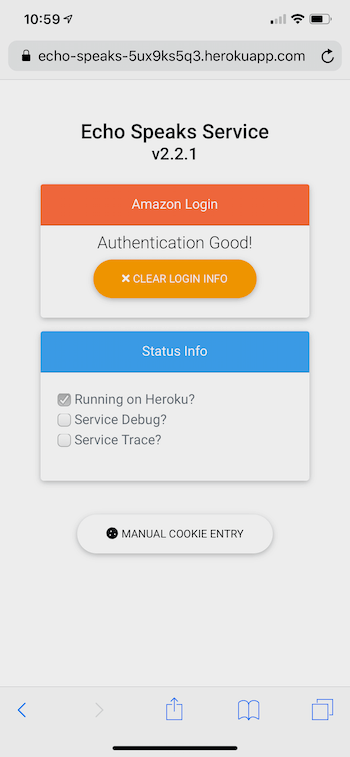 10:59
echo-speaks-5ux9ks5q3.herokuapp.com
Echo Speaks Service
v2.2.1
Amazon Login
Authentication Good!
CLEAR LOGIN INFO
Status Info
Running on Heroku?
Service Debug?
Service Trace?
MANUAL COOKIE ENTRY